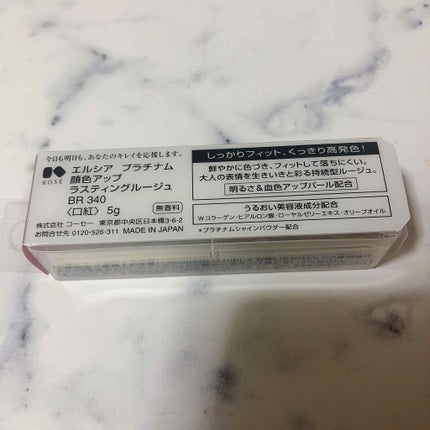 今日も明日も、あなたのキレイを応援します。
KOSÉ
エルシア プラチナム
顔色アップ
ラスティングルージュ
BR 340
〈口紅〉 5g 無香料
株式会社 コーセー 東京都中央区日本橋3-6-2
お問合せ先 0120-526-311 MADE IN JAPAN
しっかりフィット、くっきり高発色！
鮮やかに色づき、フィットして落ちにくい。
大人の表情を生きいきと彩る持続型ルージュ。
明るさ&血色アップパール配合
うるおい美容液成分配合
Wコラーゲン・ヒアルロン酸・ローヤルゼリーエキス・オリーブオイル
*プラチナムシャインパウダー配合